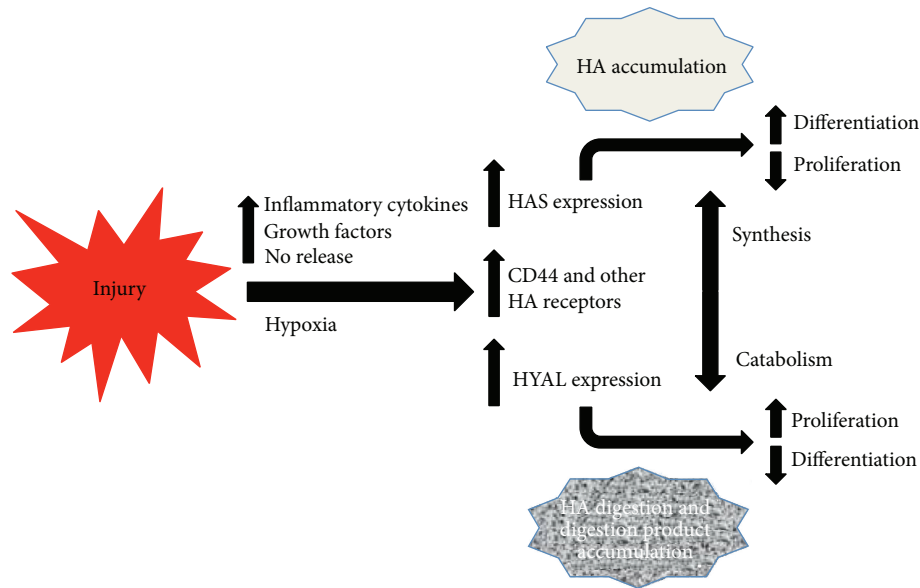 HA accumulation
Differentiation
Proliferation
Inflammatory cytokines
Growth factors
No release
HAS expression
Synthesis
Injury
CD44 and other
HA receptors
Hypoxia
Catabolism
HYAL expression
Proliferation
Differentiation
HA digestion and
digestion product
accumulation